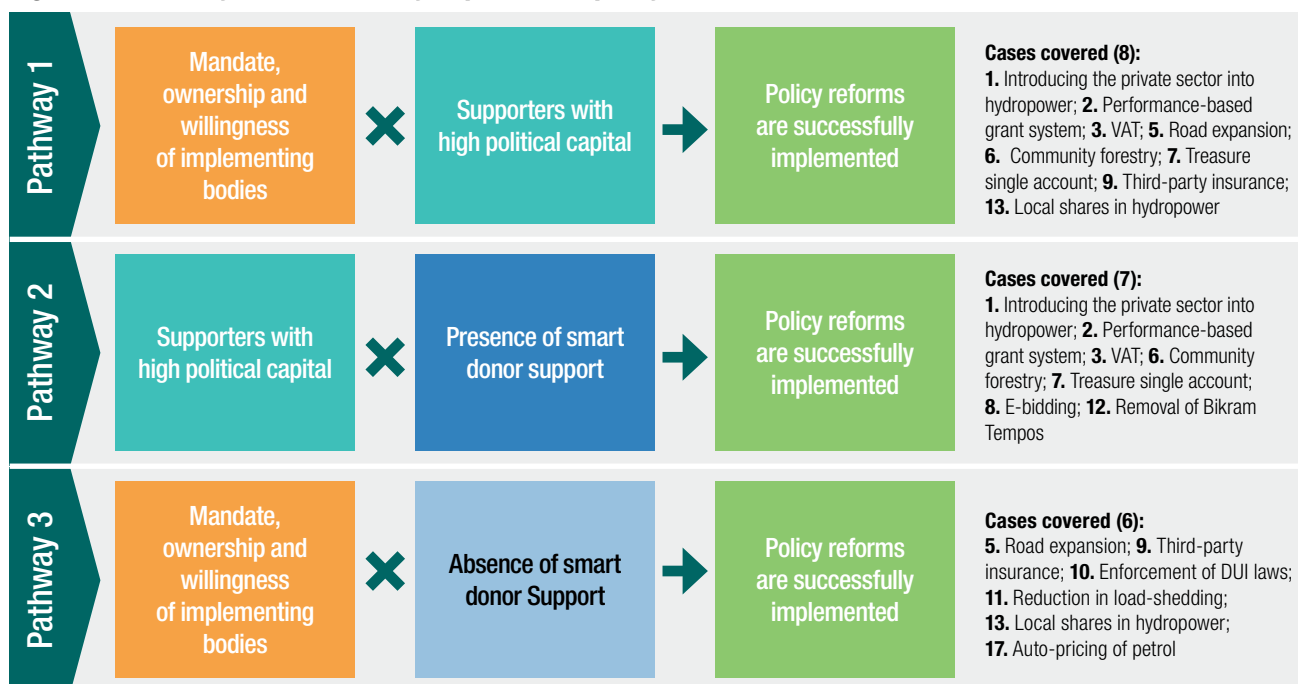 Pathway 1
Mandate,
ownership and
willingness
of implementing
bodies
Supporters with
high political capital
Policy reforms
are successfully
implemented
Cases covered (8):
1. Introducing the private sector into
hydropower; 2. Performance-based
grant system; 3. VAT; 5. Road expansion;
6. Community forestry; 7. Treasure
single account; 9. Third-party insurance;
13. Local shares in hydropower
Pathway 2
Supporters with
high political capital
Presence of smart
donor support
Policy reforms
are successfully
implemented
Cases covered (7):
1. Introducing the private sector into
hydropower; 2. Performance-based
grant system; 3. VAT; 6. Community
forestry; 7. Treasure single account;
8. E-bidding; 12. Removal of Bikram
Tempos
Pathway 3
Mandate,
ownership and
willingness
of implementing
bodies
Absence of smart
donor Support
Policy reforms
are successfully
implemented
Cases covered (6):
5. Road expansion; 9. Third-party
insurance; 10. Enforcement of DUI laws;
11. Reduction in load-shedding;
13. Local shares in hydropower;
17. Auto-pricing of petrol